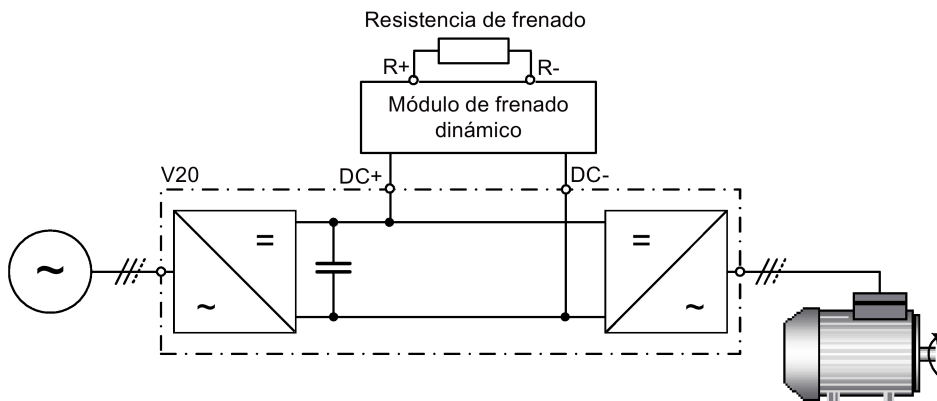 Resistencia de frenado
R+ R-
Módulo de frenado
dinámico
V20 DC+ DC-
= =
~ ~ ~